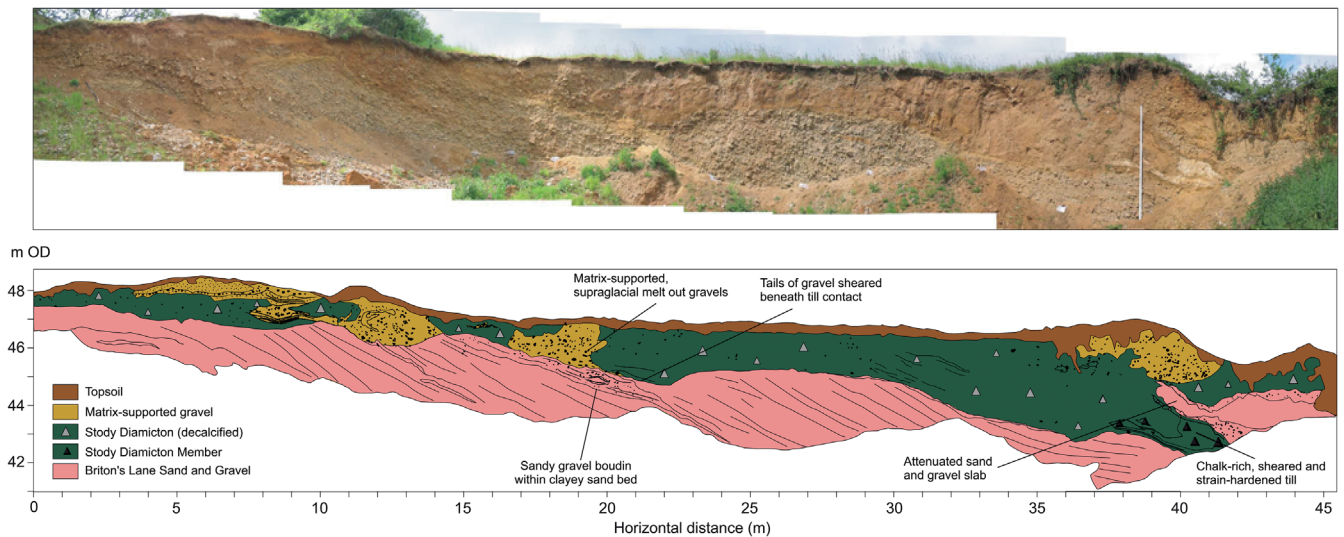 m OD
48
46
44
42
Matrix-supported,
supraglacial melt out gravels
Tails of gravel sheared
beneath till contact
Topsoil
Matrix-supported gravel
Stody Diamicton (decalcified)
Stody Diamicton Member
Briton's Lane Sand and Gravel
Sandy gravel boudin
within clayey sand bed
Attenuated sand
and gravel slab
Chalk-rich, sheared and
strain-hardened till
0 5 10 15 20 25 30 35 40 45
Horizontal distance (m)